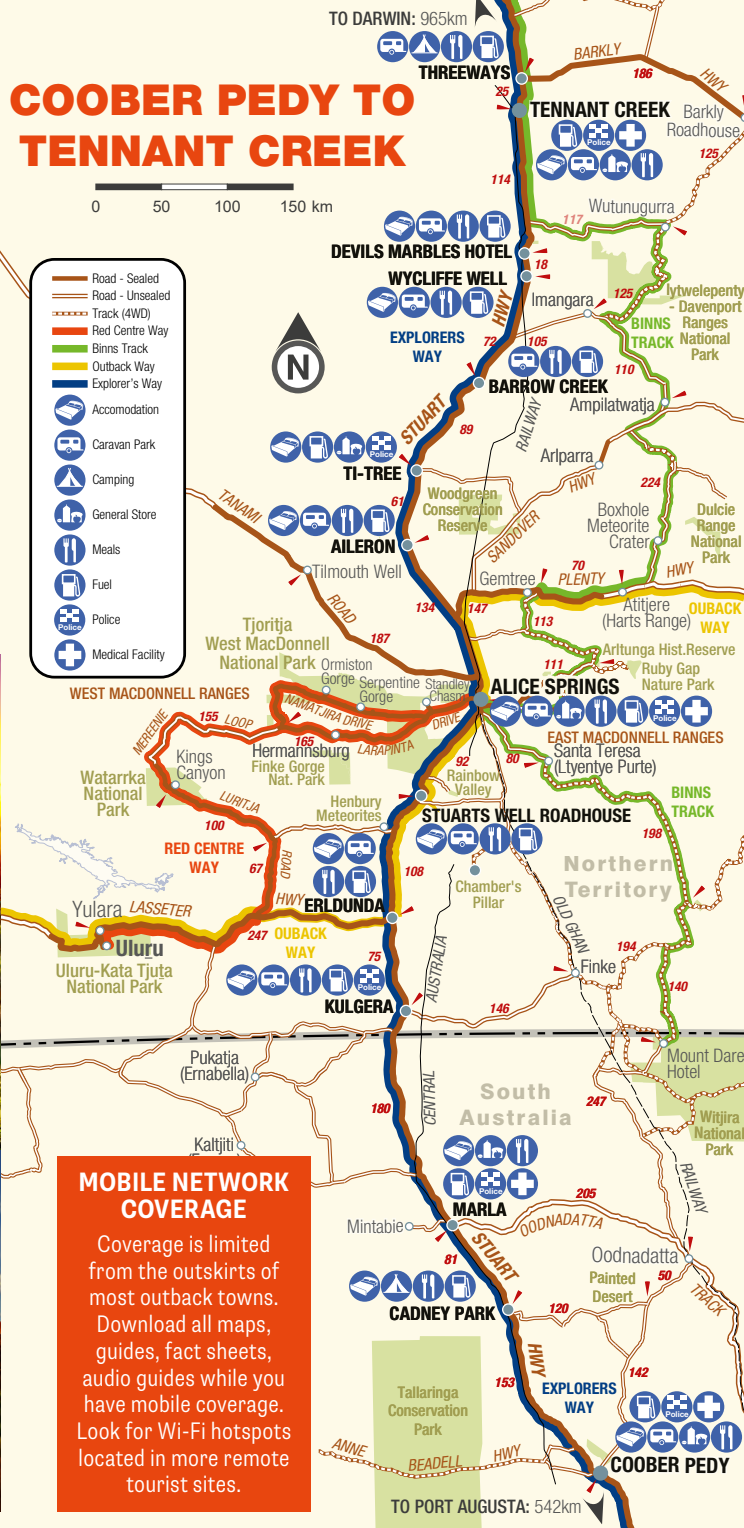 TO DARWIN: 965km
THREEWAYS
BARKLY
186
HWY
25
COOBER PEDY TO
TENNANT CREEK
TENNANT CREEK
Police
Barkly
Roadhouse
125
0 50 100 150 km
114
Wutunugurra
117
DEVILS MARBLES HOTEL
18
WYCLIFFE WELL
HWY
Imangara
125
Iytwelepenty
- Davenport
Ranges
National
Park
BINNS
TRACK
Road - Sealed
Road - Unsealed
Track (4WD)
Red Centre Way
Binns Track
Outback Way
Explorer's Way
Accomodation
Caravan Park
Camping
General Store
Meals
Fuel
Police
Police
Medical Facility
N
EXPLORERS
WAY
72
105
110
BARROW CREEK
Ampilatwatja
STUART
89
RAILWAY
Police
TI-TREE
Arlparra
HWY
224
61
Woodgreen
Conservation
Reserve
SANDOVER
Boxhole
Meteorite
Crater
Dulcie
Range
National
Park
TANAMI
AILERON
Tilmouth Well
ROAD
187
134
147
Gemtree
70
PLENTY
HWY
Atitjere
(Harts Range)
OUBACK
WAY
113
Tjoritja
West MacDonnell
National Park
Arltunga Hist.Reserve
111
Ruby Gap
Nature Park
Ormiston
Gorge
Serpentine
Gorge
Standley
Chasm
WEST MACDONNELL RANGES
ALICE SPRINGS
Police
NAMATJIRA DRIVE
DRIVE
155
LOOP
MEREENIE
165
LARAPINTA
Hermannsburg
Finke Gorge
Nat. Park
EAST MACDONNELL RANGES
Santa Teresa
(Ltyentye Purte)
80
92
Kings
Canyon
Watarrka
National
Park
Rainbow
Valley
BINNS
TRACK
LURITJA
100
Henbury
Meteorites
STUARTS WELL ROADHOUSE
198
RED CENTRE
WAY
67
ROAD
108
Northern
Territory
Chamber's
Pillar
ERLDUNDA
Yulara
LASSETER
HWY
247
OUBACK
WAY
Uluru
Uluru-Kata Tjuta
National Park
OLD GHAN
194
75
Police
AUSTRALIA
Finke
140
KULGERA
146
Pukatja
(Ernabella)
Mount Dare
Hotel
South
Australia
247
CENTRAL
180
Witjira
National
Park
Kaltjiti
Police
RAILWAY
MARLA
205
OODNADATTA
Mintabie
STUART
81
Oodnadatta
50
Painted
Desert
TRACK
CADNEY PARK
120
MOBILE NETWORK
COVERAGE
Coverage is limited
from the outskirts of
most outback towns.
Download all maps,
guides, fact sheets,
audio guides while you
have mobile coverage.
Look for Wi-Fi hotspots
located in more remote
tourist sites.
HWY
142
153
EXPLORERS
WAY
Tallaringa
Conservation
Park
Police
ANNE
BEADELL
HWY
COOBER PEDY
TO PORT AUGUSTA: 542km